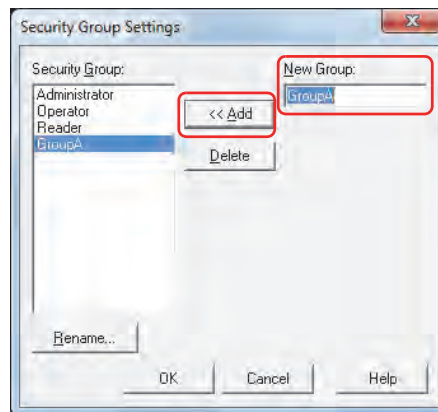 Security Group Settings
Security Group:
New Group:
Administrator
Operator
Reader
GroupA
<< Add
GroupA
Delete
Rename...
OK
Cancel
Help